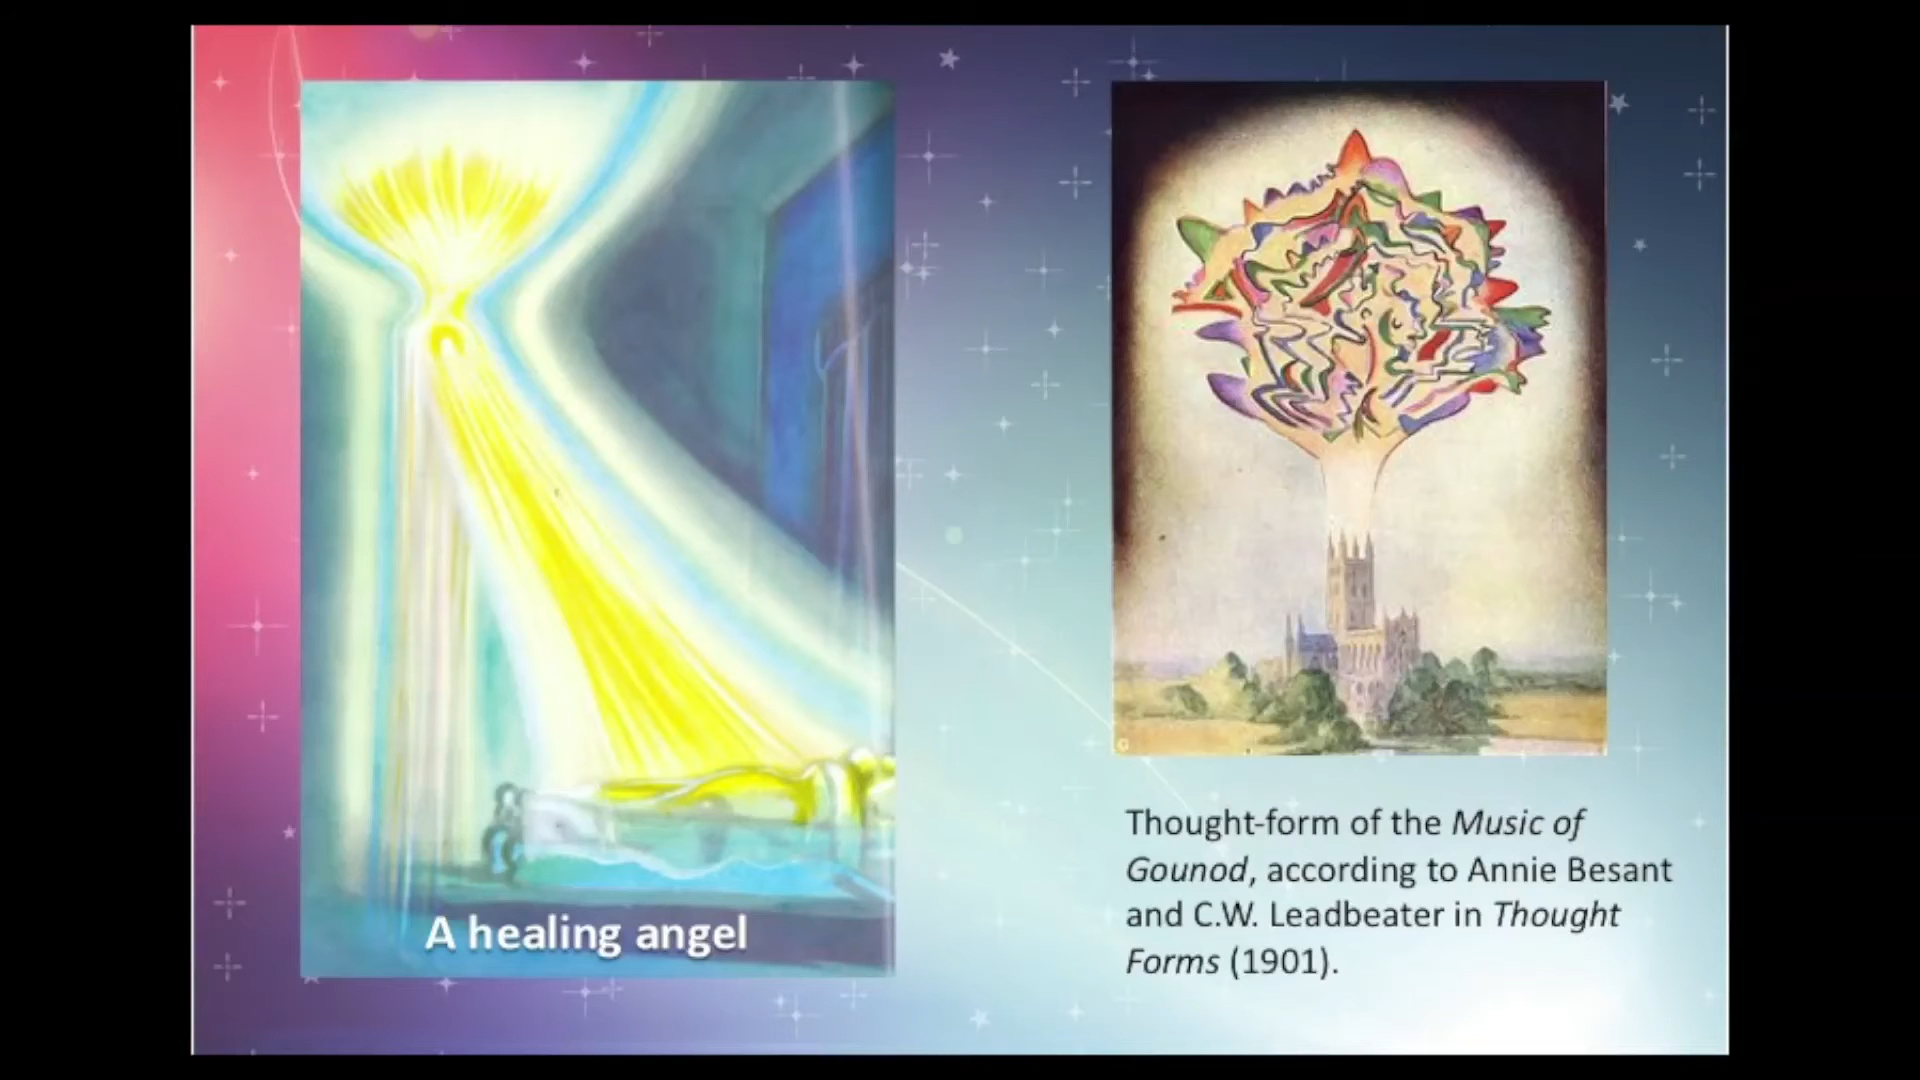 A healing angel
Thought-form of the Music of
Gounod, according to Annie Besant
and C.W. Leadbeater in Thought
Forms (1901).